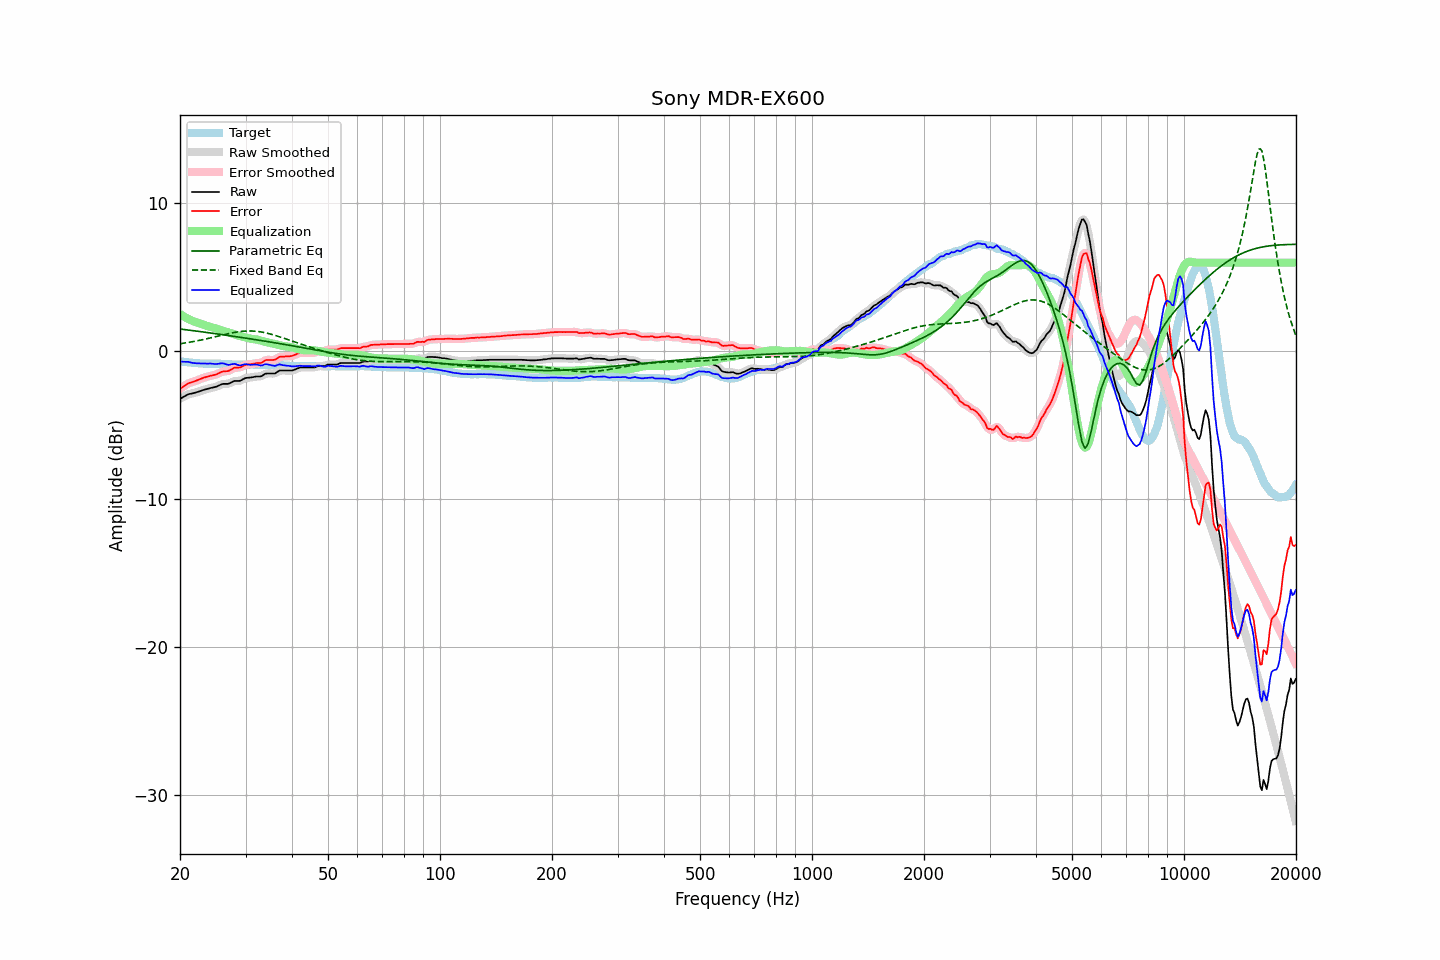 Sony MDR-EX600
Target
Raw Smoothed
Error Smoothed
Raw
Error
Equalization
Parametric Eq
Fixed Band Eq
Equalized
Amplitude (dBr)
10
0
−10
−20
−30
20 50 100 200 500 1000 2000 5000 10000 20000
Frequency (Hz)